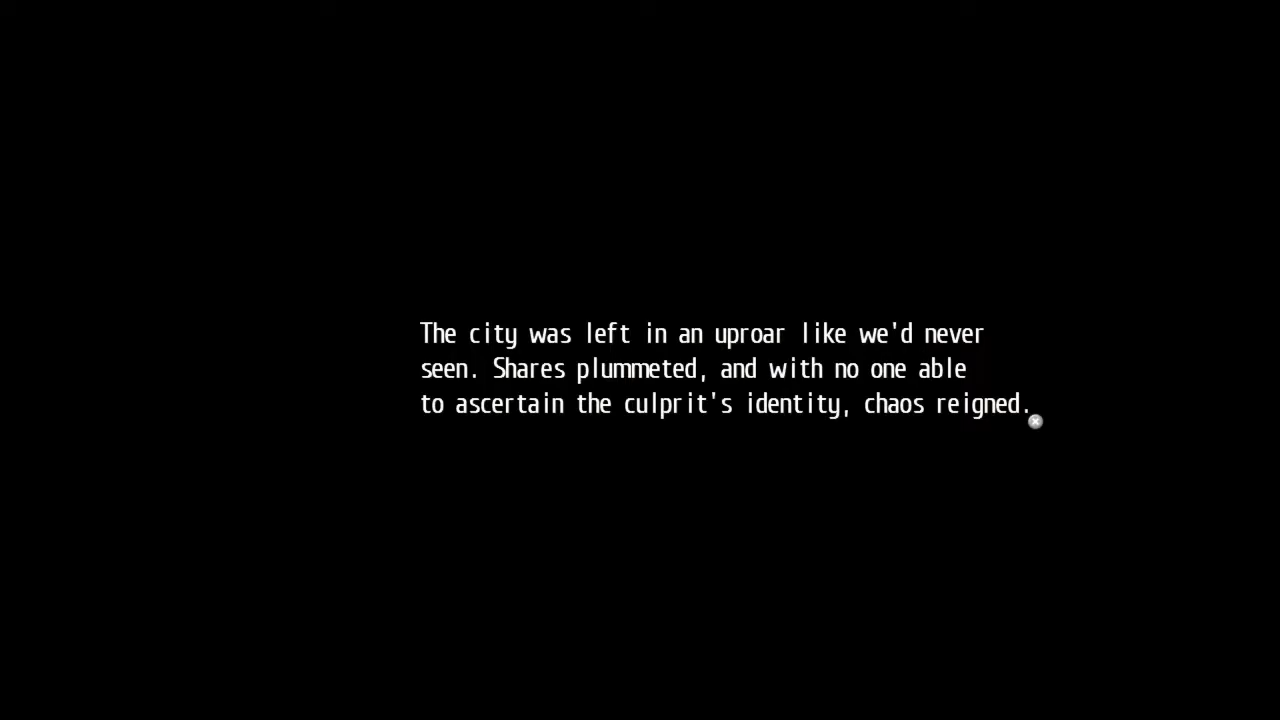 The city was left in an uproar like we'd never
seen. Shares plummeted, and with no one able
to ascertain the culprit's identity, chaos reigned.